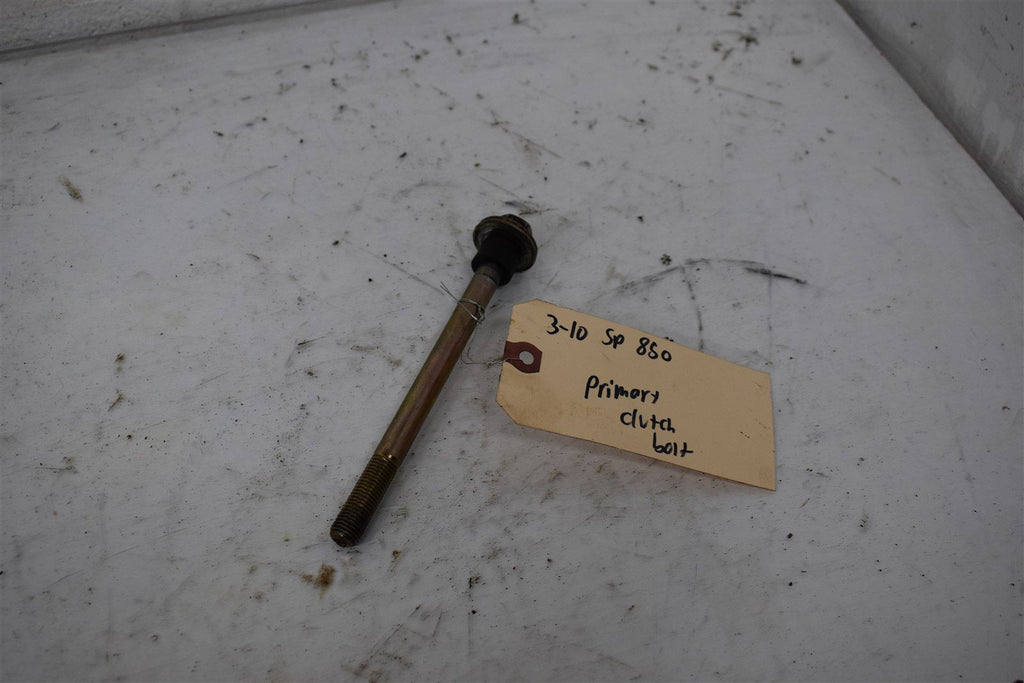 3-10 Sp 850
Primary
clutch
bolt